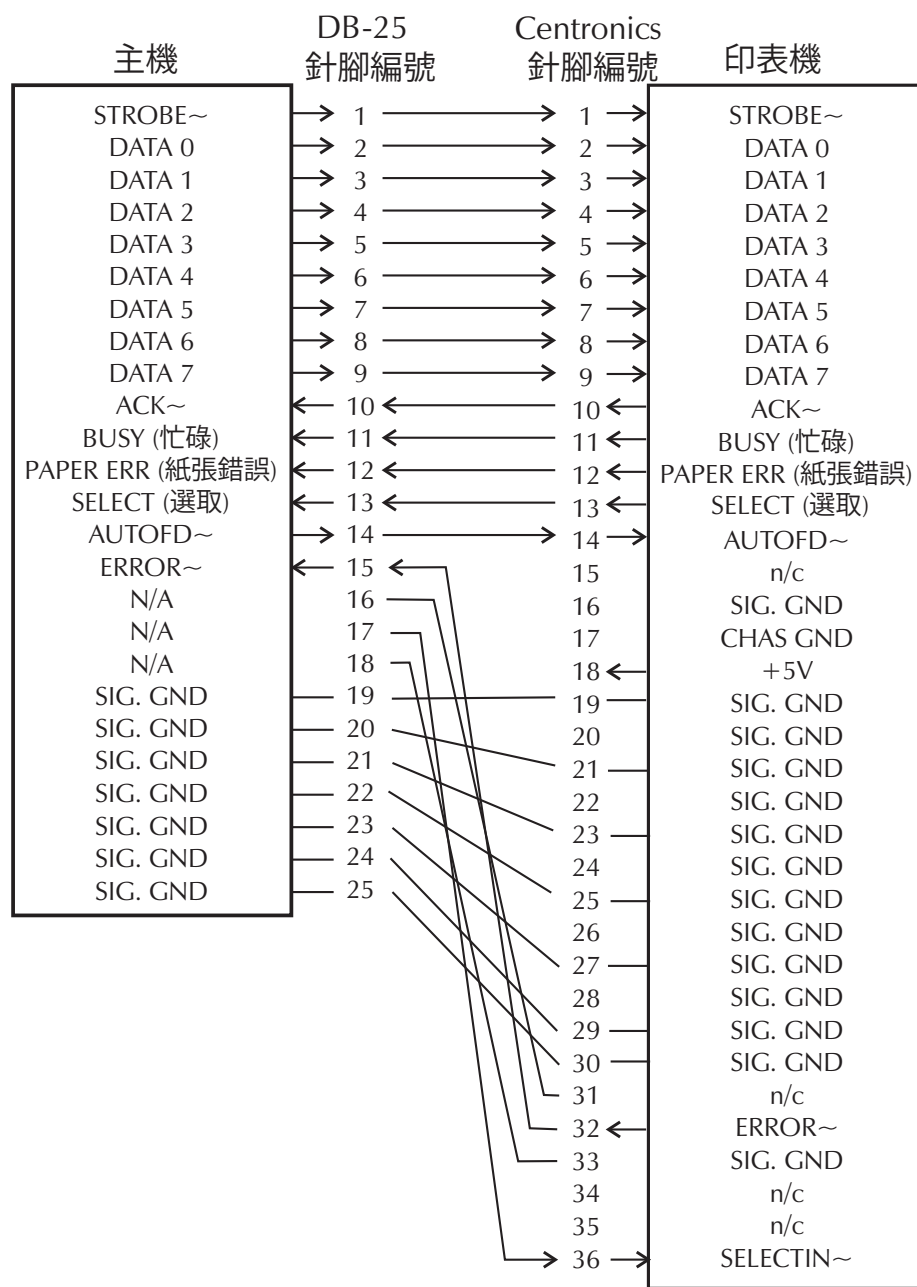 主機 DB-25 針腳編號 Centronics 針腳編號 印表機
STROBE~ 1 1 STROBE~
DATA 0 2 2 DATA 0
DATA 1 3 3 DATA 1
DATA 2 4 4 DATA 2
DATA 3 5 5 DATA 3
DATA 4 6 6 DATA 4
DATA 5 7 7 DATA 5
DATA 6 8 8 DATA 6
DATA 7 9 9 DATA 7
ACK~ 10 10 ACK~
BUSY (忙碌) 11 11 BUSY (忙碌)
PAPER ERR (紙張錯誤) 12 12 PAPER ERR (紙張錯誤)
SELECT (選取) 13 13 SELECT (選取)
AUTOFD~ 14 14 AUTOFD~
ERROR~ 15 15 n/c
N/A 16 16 SIG. GND
N/A 17 17 CHAS GND
N/A 18 18 +5V
SIG. GND 19 19 SIG. GND
SIG. GND 20 20 SIG. GND
SIG. GND 21 21 SIG. GND
SIG. GND 22 22 SIG. GND
SIG. GND 23 23 SIG. GND
SIG. GND 24 24 SIG. GND
SIG. GND 25 25 SIG. GND
26 SIG. GND
27 SIG. GND
28 SIG. GND
29 SIG. GND
30 SIG. GND
31 n/c
32 ERROR~
33 SIG. GND
34 n/c
35 n/c
36 SELECTIN~